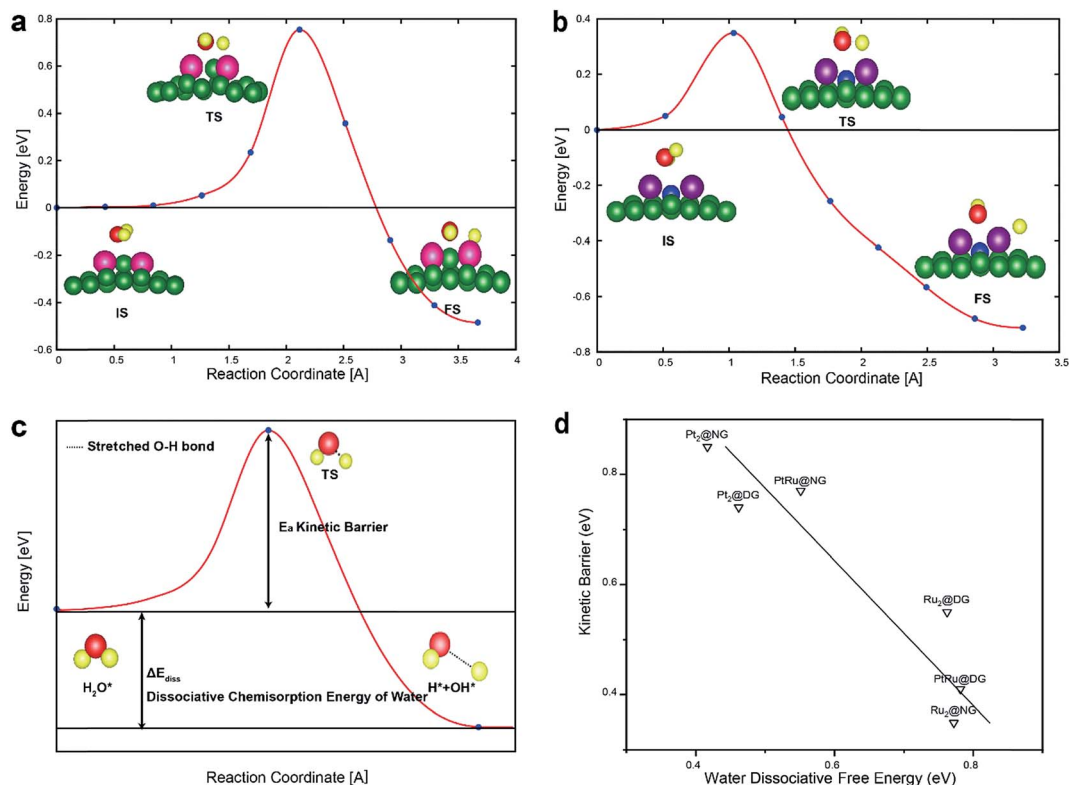 a
0.8
0.6
0.4
0.2
0
-0.2
-0.4
-0.6
Energy [eV]
TS
IS
FS
0
0.5
1
1.5
2
2.5
3
3.5
4
Reaction Coordinate [A]
b
0.4
0.2
0
-0.2
-0.4
-0.6
-0.8
Energy [eV ]
TS
IS
FS
0
0.5
1
1.5
2
2.5
3
3.5
Reaction Coordinate [A]
c
Stretched O-H bond
TS
Ea Kinetic Barrier
Energy [eV]
H2O*
ΔEdiss
Dissociative Chemisorption Energy of Water
H*+OH*
Reaction Coordinate [A]
d
Pt2@NG
PtRu@NG
Pt2@DG
Ru2@DG
PtRu@DG
Ru2@NG
0.8
0.6
0.4
Kinetic Barrier (eV)
0.4
0.6
0.8
Water Dissociative Free Energy (eV)